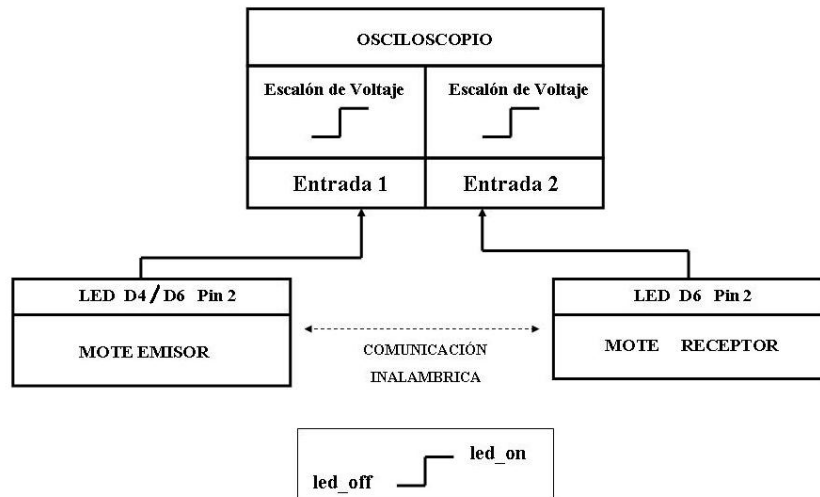 OSCILOSCOPIO
Escalón de Voltaje
Escalón de Voltaje
Entrada 1
Entrada 2
LED D4 / D6 Pin 2
LED D6 Pin 2
MOTE EMISOR
COMUNICACIÓN
INALAMBRICA
MOTE RECEPTOR
led_on
led_off